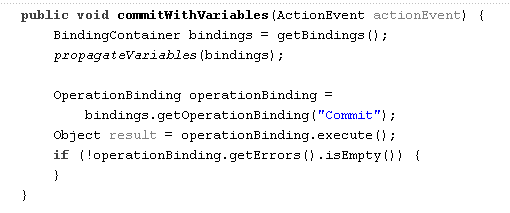 public void commitWithVariables(ActionEvent actionEvent) {
    BindingContainer bindings = getBindings();
    propagateVariables(bindings);
    OperationBinding operationBinding =
        bindings.getOperationBinding("Commit");
    Object result = operationBinding.execute();
    if (!operationBinding.getErrors().isEmpty()) {
    }
}